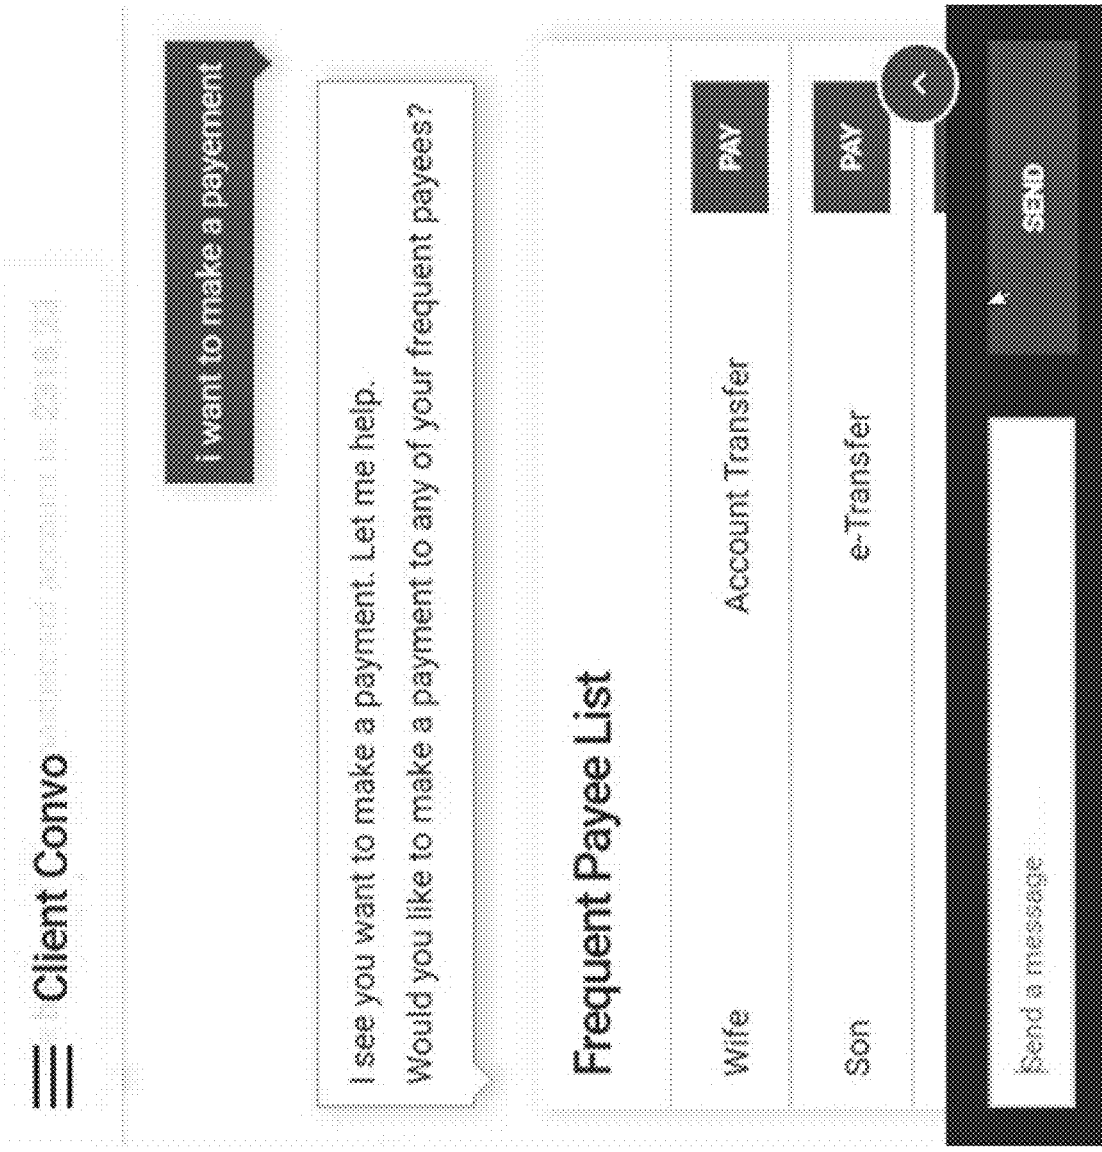 Client Convo
i want to make a payement
I see you want to make a payment. Let me help.
Would you like to make a payment to any of your frequent payees?
Frequent Payee List
Wife Account Transfer PAY
Son e-Transfer PAY
Send a message SEND